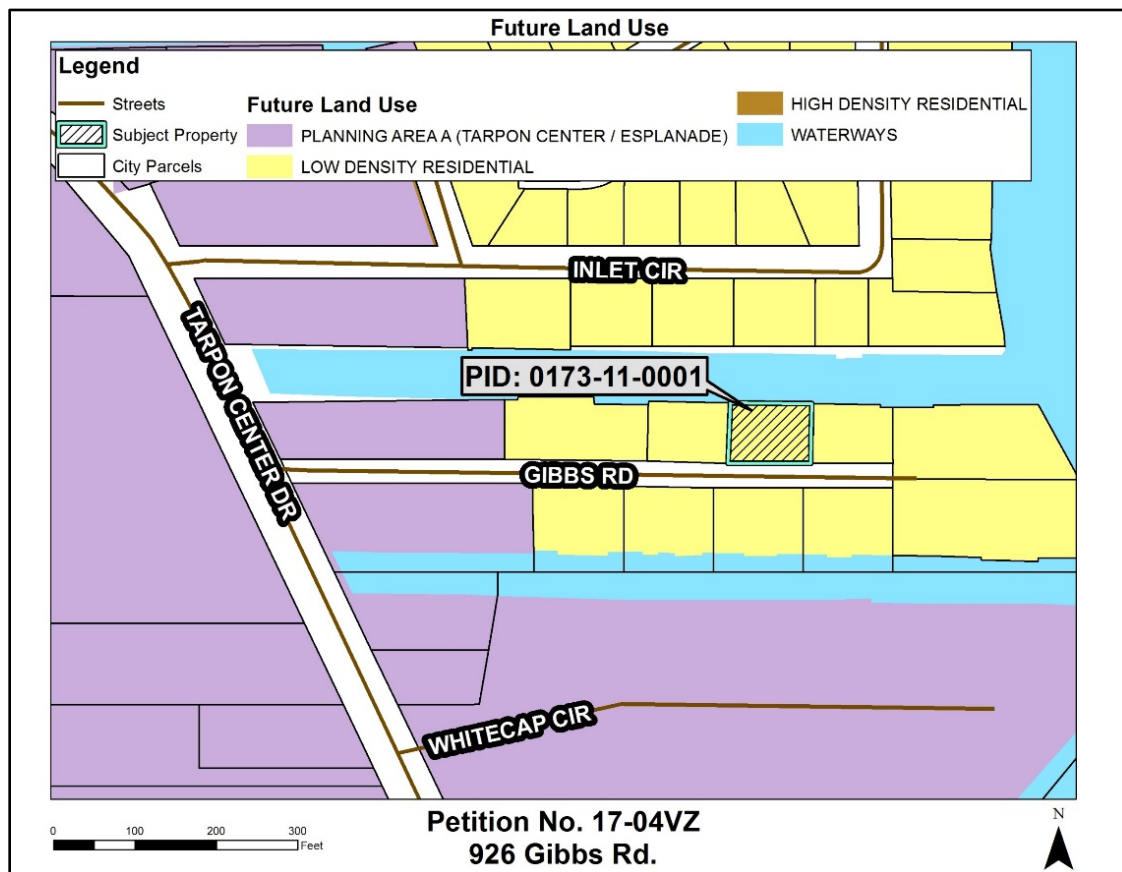 Future Land Use
Legend
Streets
Subject Property
City Parcels
Future Land Use
PLANNING AREA A (TARPON CENTER / ESPLANADE)
LOW DENSITY RESIDENTIAL
HIGH DENSITY RESIDENTIAL
WATERWAYS
INLET CIR
TARPON CENTER DR
PID: 0173-11-0001
GIBBS RD
WHITECAP CIR
0 100 200 300
Feet
Petition No. 17-04VZ
926 Gibbs Rd.
N